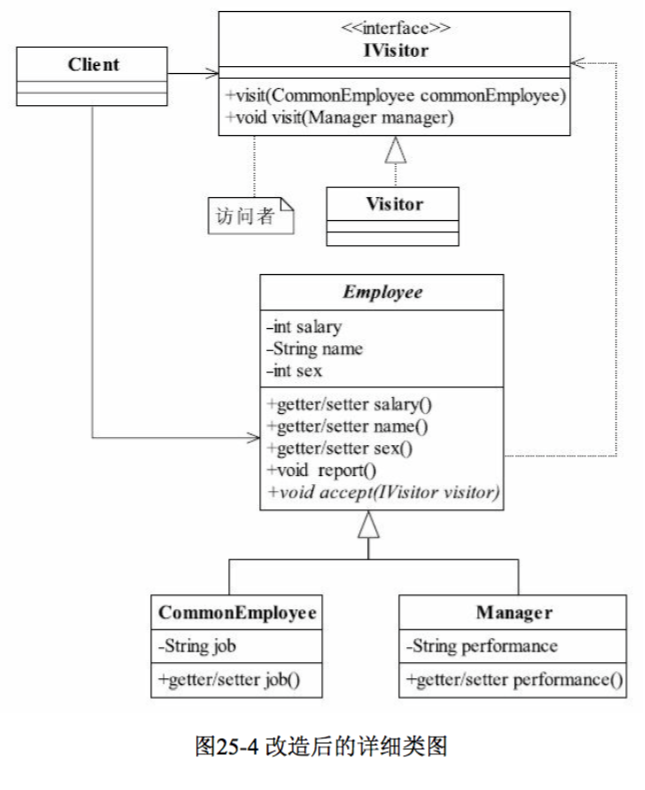 <<interface>>
IVisitor
Client
+visit(CommonEmployee commonEmployee)
+void visit(Manager manager)
访问者
Visitor
Employee
-int salary
-String name
-int sex
+getter/setter salary()
+getter/setter name()
+getter/setter sex()
+void report()
+void accept(IVisitor visitor)
CommonEmployee
-String job
+getter/setter job()
Manager
-String performance
+getter/setter performance()
图25-4 改造后的详细类图